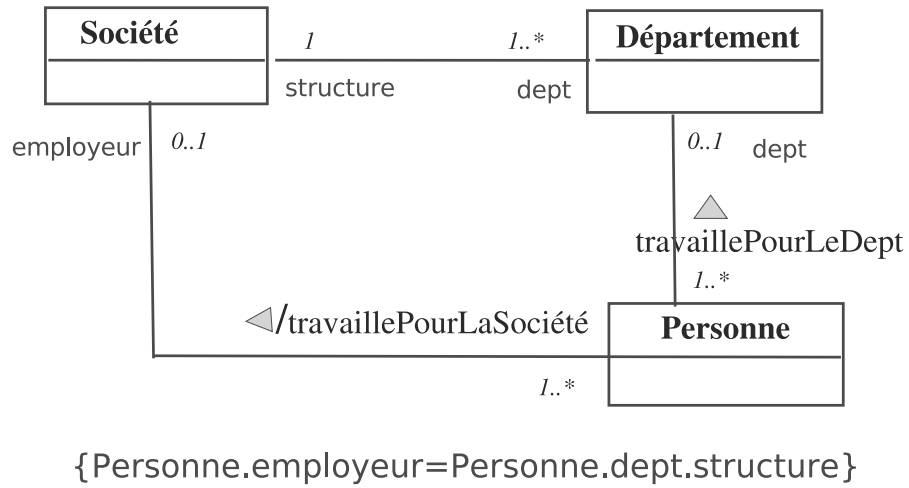 Société
Département
1
1..*
structure
dept
employeur
0..1
0..1
dept
travaillePourLeDept
1..*
/travaillePourLaSociété
Personne
1..*
{Personne.employeur=Personne.dept.structure}